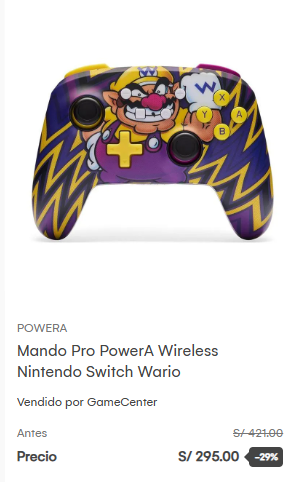 W
W
X
Y
A
B
POWERA
Mando Pro PowerA Wireless
Nintendo Switch Wario
Vendido por GameCenter
Antes S/ 421.00
Precio S/ 295.00 -29%